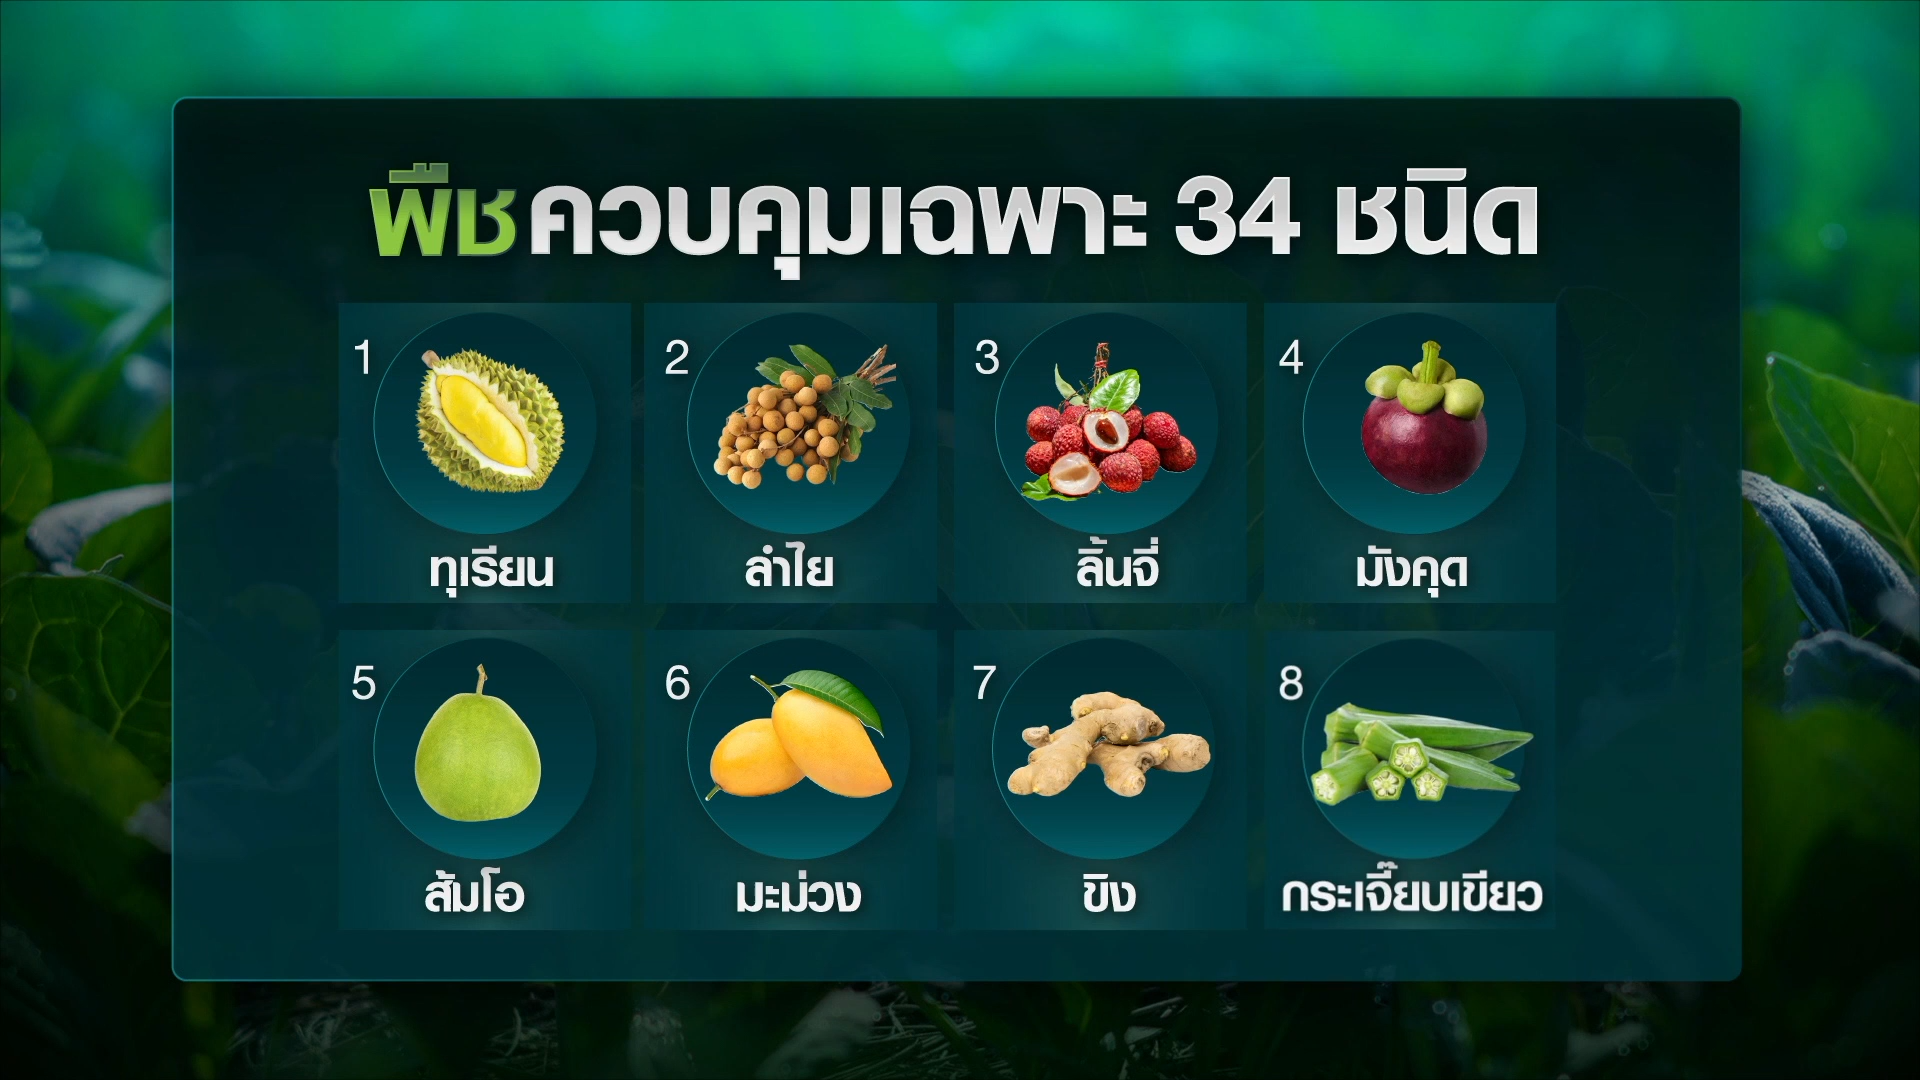 พืชควบคุมเฉพาะ 34 ชนิด
1
ทุเรียน
2
ลำไย
3
ลิ้นจี่
4
มังคุด
5
ส้มโอ
6
มะม่วง
7
ขิง
8
กระเจี๊ยบเขียว